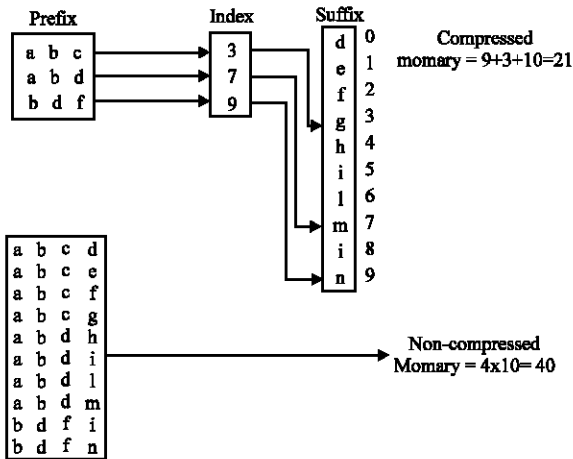 Prefix
Index
Suffix
a b c
a b d
b d f
3
7
9
d 0
e 1
f 2
g 3
h 4
i 5
l 6
m 7
i 8
n 9
Compressed
momary = 9+3+10=21
a b c d
a b c e
a b c f
a b c g
a b d h
a b d i
a b d l
a b d m
b d f i
b d f n
Non-compressed
Momary = 4x10= 40